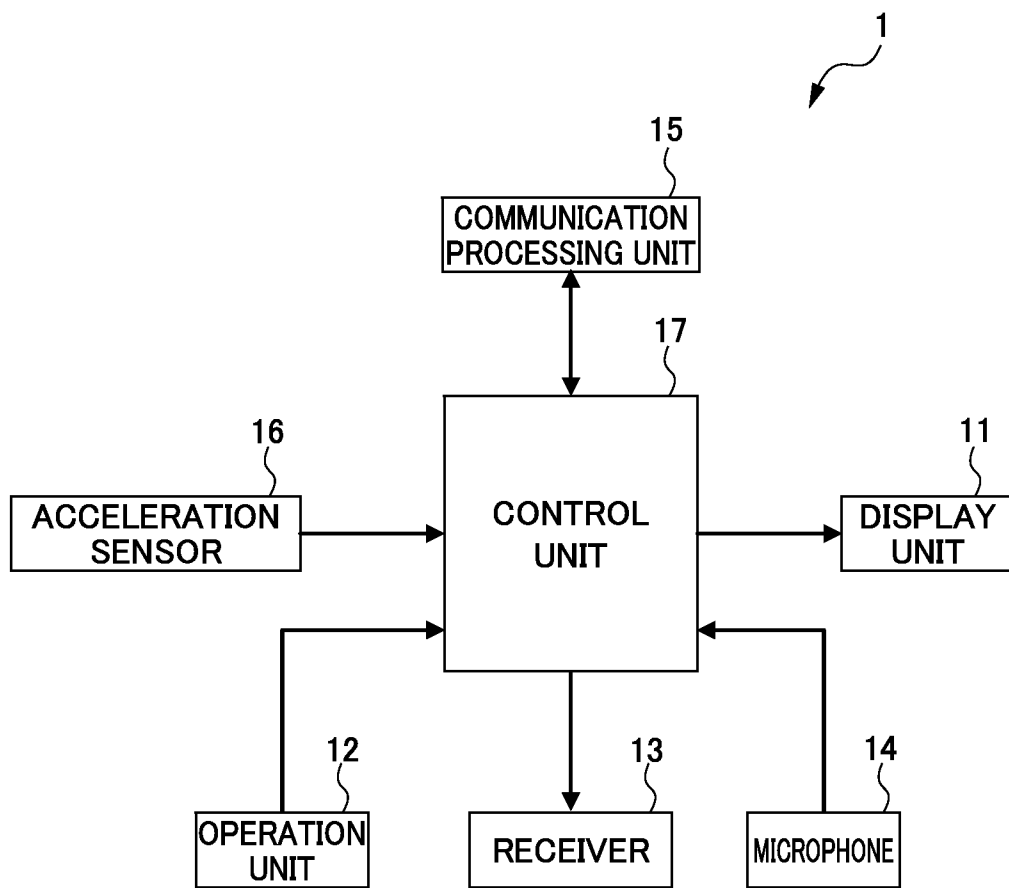 1
15
COMMUNICATION
PROCESSING UNIT
17
16
11
ACCELERATION
SENSOR
CONTROL
UNIT
DISPLAY
UNIT
12
13
14
OPERATION
UNIT
RECEIVER
MICROPHONE